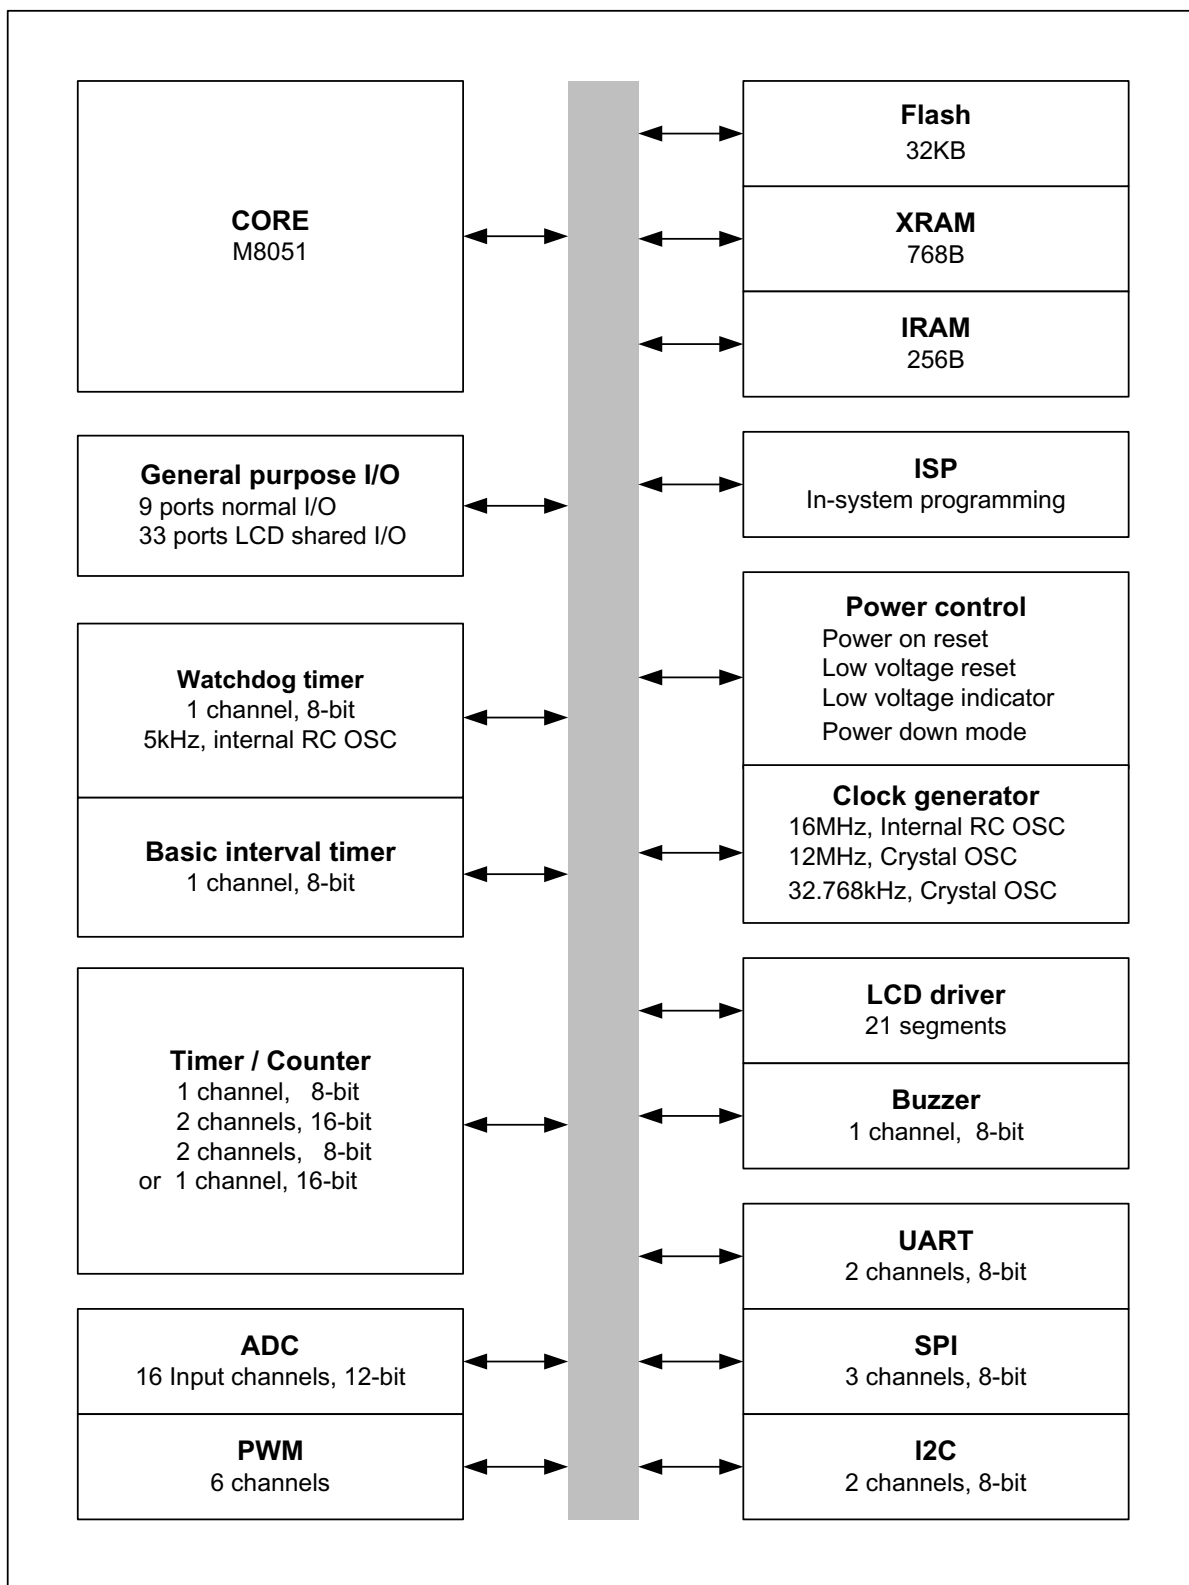 CORE
M8051
General purpose I/O
9 ports normal I/O
33 ports LCD shared I/O
Watchdog timer
1 channel, 8-bit
5kHz, internal RC OSC
Basic interval timer
1 channel, 8-bit
Timer / Counter
1 channel, 8-bit
2 channels, 16-bit
2 channels, 8-bit
or 1 channel, 16-bit
ADC
16 Input channels, 12-bit
PWM
6 channels
Flash
32KB
XRAM
768B
IRAM
256B
ISP
In-system programming
Power control
Power on reset
Low voltage reset
Low voltage indicator
Power down mode
Clock generator
16MHz, Internal RC OSC
12MHz, Crystal OSC
32.768kHz, Crystal OSC
LCD driver
21 segments
Buzzer
1 channel, 8-bit
UART
2 channels, 8-bit
SPI
3 channels, 8-bit
I2C
2 channels, 8-bit